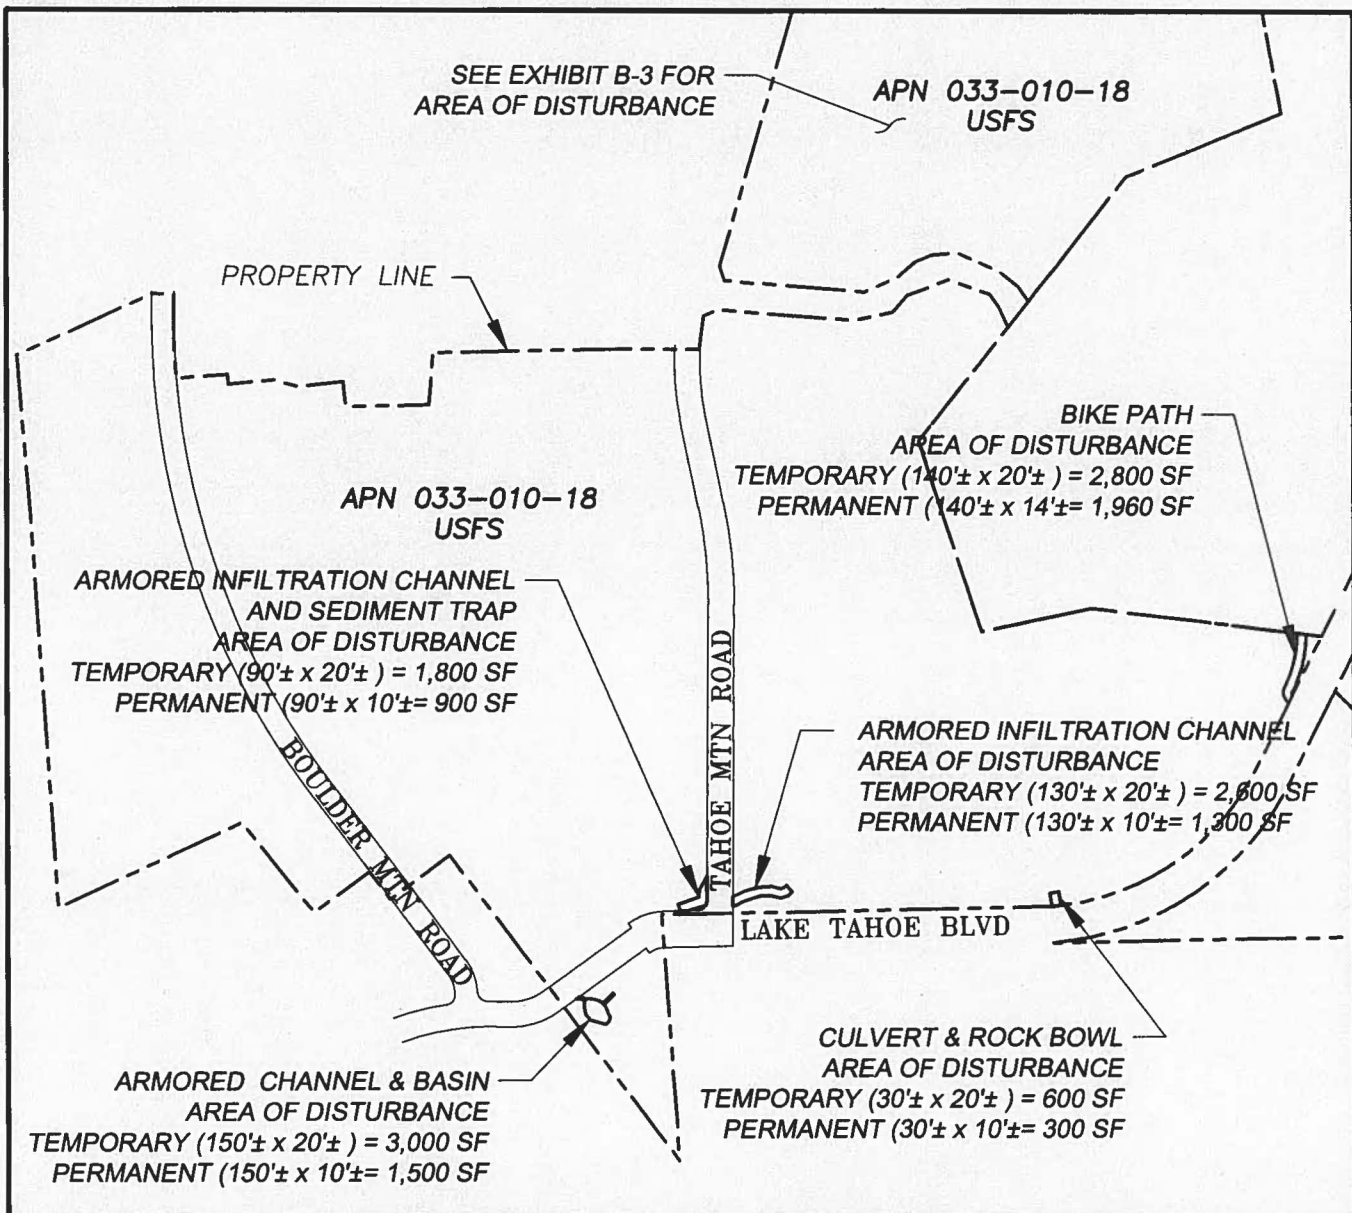 SEE EXHIBIT B-3 FOR
AREA OF DISTURBANCE
APN 033-010-18
USFS
PROPERTY LINE
BIKE PATH
AREA OF DISTURBANCE
TEMPORARY (140'± x 20'± ) = 2,800 SF
PERMANENT (140'± x 14'±= 1,960 SF
APN 033-010-18
USFS
ARMORED INFILTRATION CHANNEL
AND SEDIMENT TRAP
AREA OF DISTURBANCE
TEMPORARY (90'± x 20'± ) = 1,800 SF
PERMANENT (90'± x 10'±= 900 SF
BOULDER MTN ROAD
TAHOE MTN ROAD
ARMORED INFILTRATION CHANNEL
AREA OF DISTURBANCE
TEMPORARY (130'± x 20'± ) = 2,600 SF
PERMANENT (130'± x 10'±= 1,300 SF
LAKE TAHOE BLVD
CULVERT & ROCK BOWL
AREA OF DISTURBANCE
TEMPORARY (30'± x 20'± ) = 600 SF
PERMANENT (30'± x 10'±= 300 SF
ARMORED CHANNEL & BASIN
AREA OF DISTURBANCE
TEMPORARY (150'± x 20'± ) = 3,000 SF
PERMANENT (150'± x 10'±= 1,500 SF